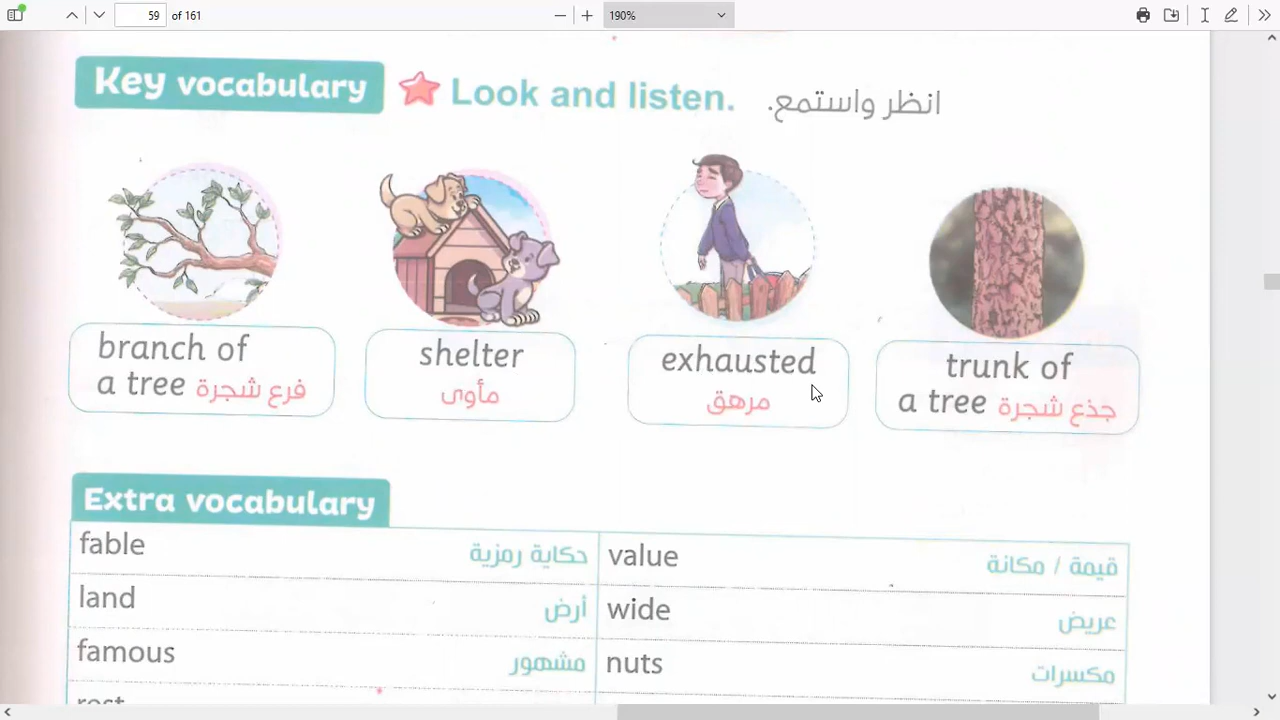 59 of 161
190%
Key vocabulary
Look and listen. انظر واستمع.
branch of
a tree فرع شجرة
shelter
مأوى
exhausted
مرهق
trunk of
a tree جذع شجرة
Extra vocabulary
fable حكاية رمزية
value قيمة / مكانة
land أرض
wide عريض
famous مشهور
nuts مكسرات